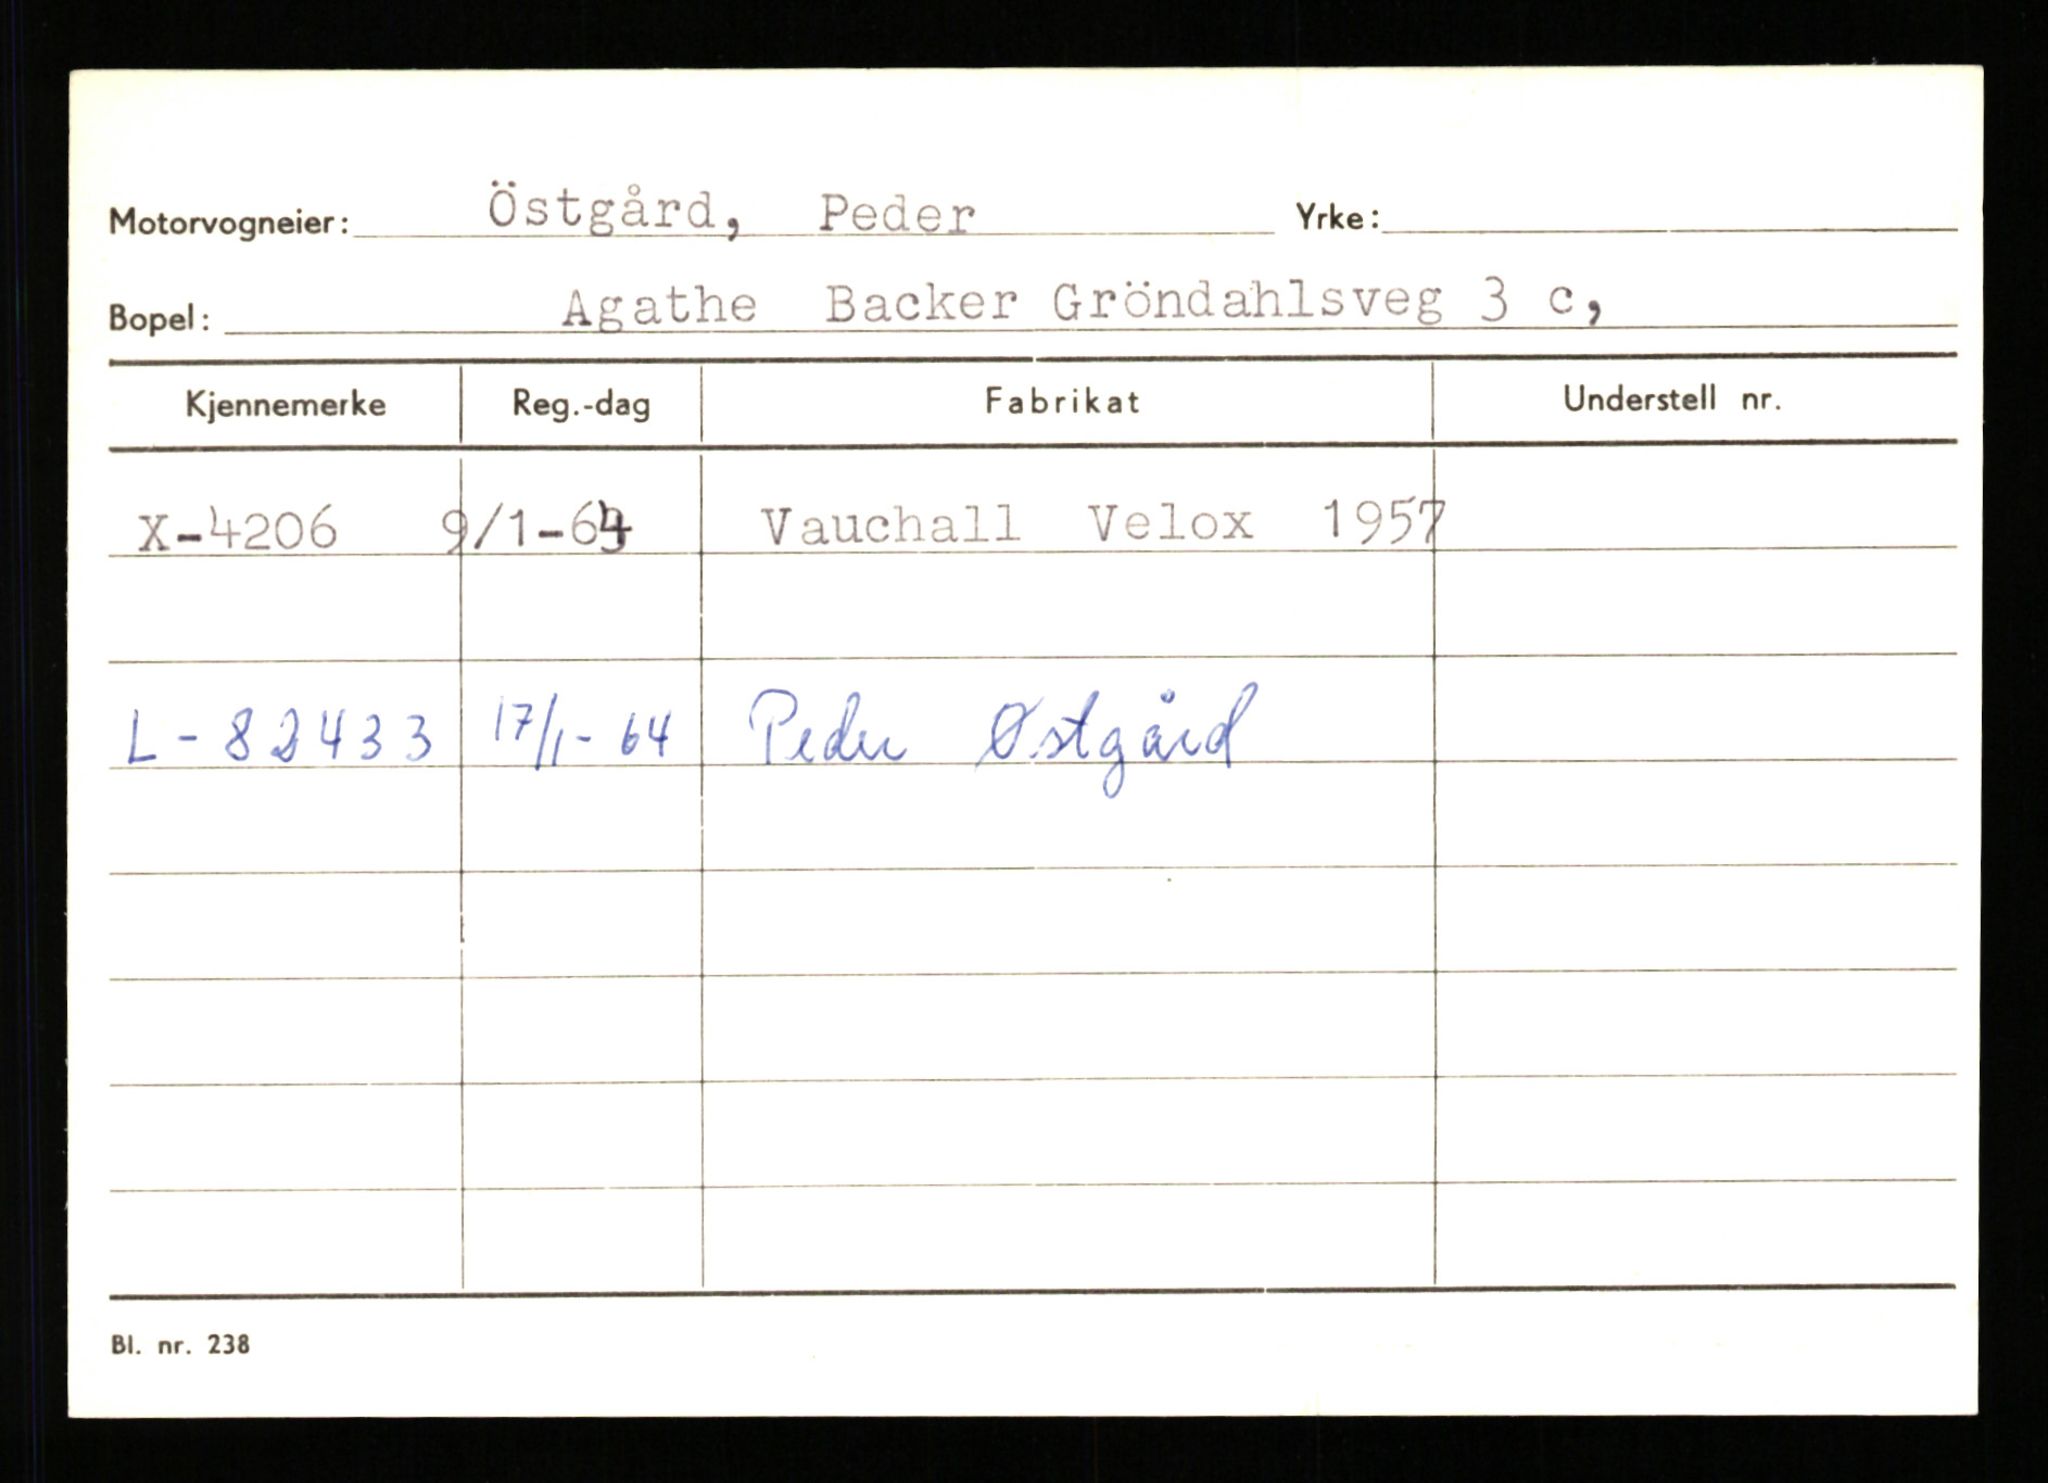 Motorvogneier: Östgård, Peder Yrke:
Bopel: Agathe Backer Gröndahlsveg 3 c,
Kjennemerke Reg.-dag Fabrikat Understell nr.
X-4206 9/1-64 Vauchall Velox 1957
L-82433 17/1-64 Peder Østgård
Bl. nr. 238